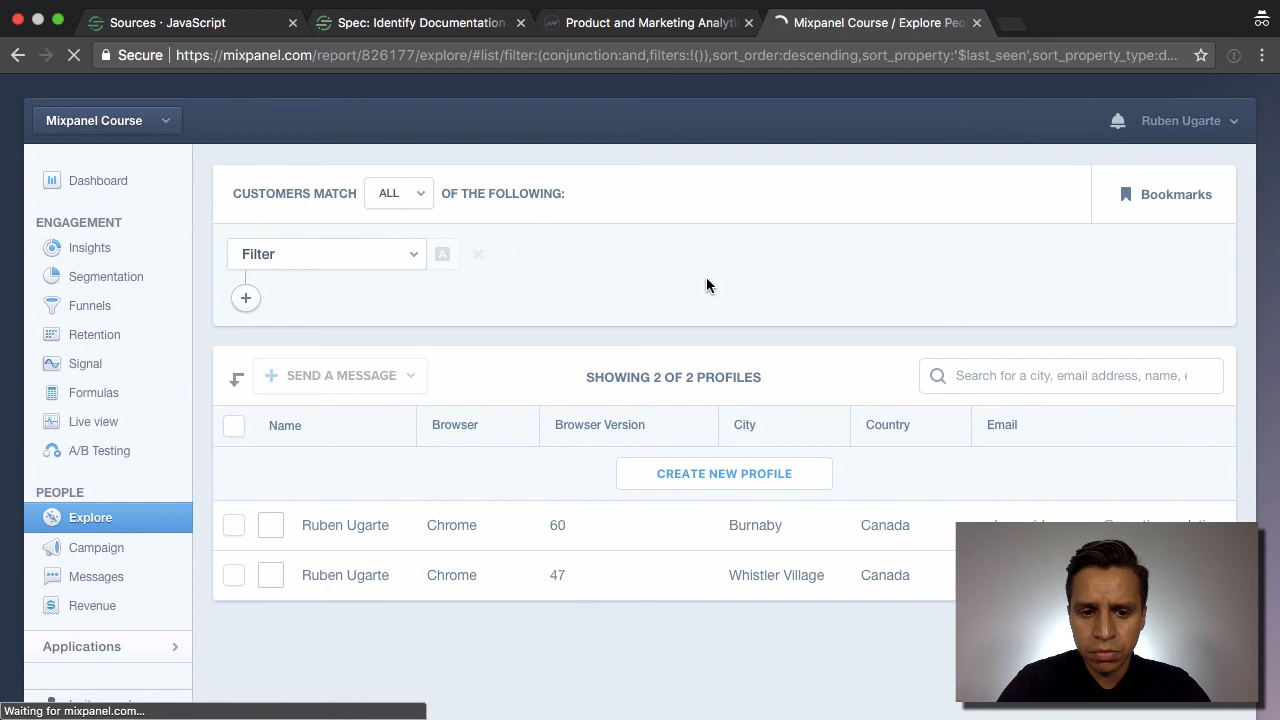 Sources · JavaScript
Spec: Identify Documentation
Product and Marketing Analyti
Mixpanel Course / Explore Peo
Secure
https://mixpanel.com/report/826177/explore/#list/filter:(conjunction:and,filters:!()),sort_order:descending,sort_property:'$last_seen',sort_property_type:d...
Mixpanel Course
Ruben Ugarte
Dashboard
ENGAGEMENT
Insights
Segmentation
Funnels
Retention
Signal
Formulas
Live view
A/B Testing
PEOPLE
Explore
Campaign
Messages
Revenue
Applications
CUSTOMERS MATCH ALL OF THE FOLLOWING:
Bookmarks
Filter
A
SEND A MESSAGE
SHOWING 2 OF 2 PROFILES
Search for a city, email address, name,
Name Browser Browser Version City Country Email
CREATE NEW PROFILE
Ruben Ugarte Chrome 60 Burnaby Canada
Ruben Ugarte Chrome 47 Whistler Village Canada
Waiting for mixpanel.com...